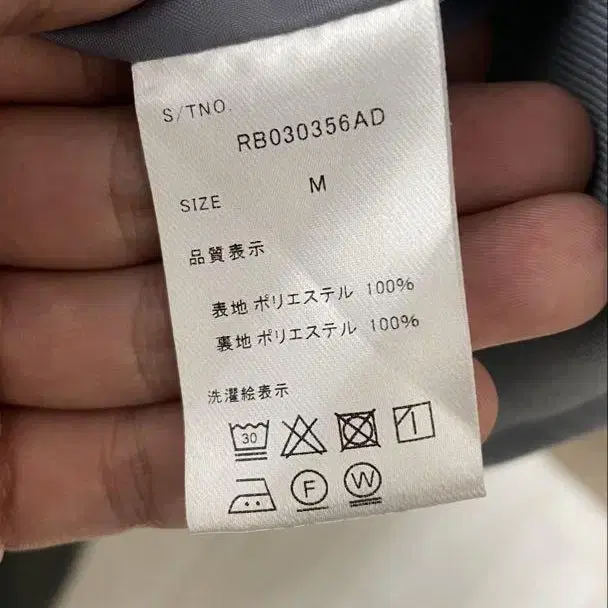 S/TNO.
RB030356AD
SIZE M
品質表示
表地 ポリエステル 100%
裏地 ポリエステル 100%
洗濯絵表示
30
F W